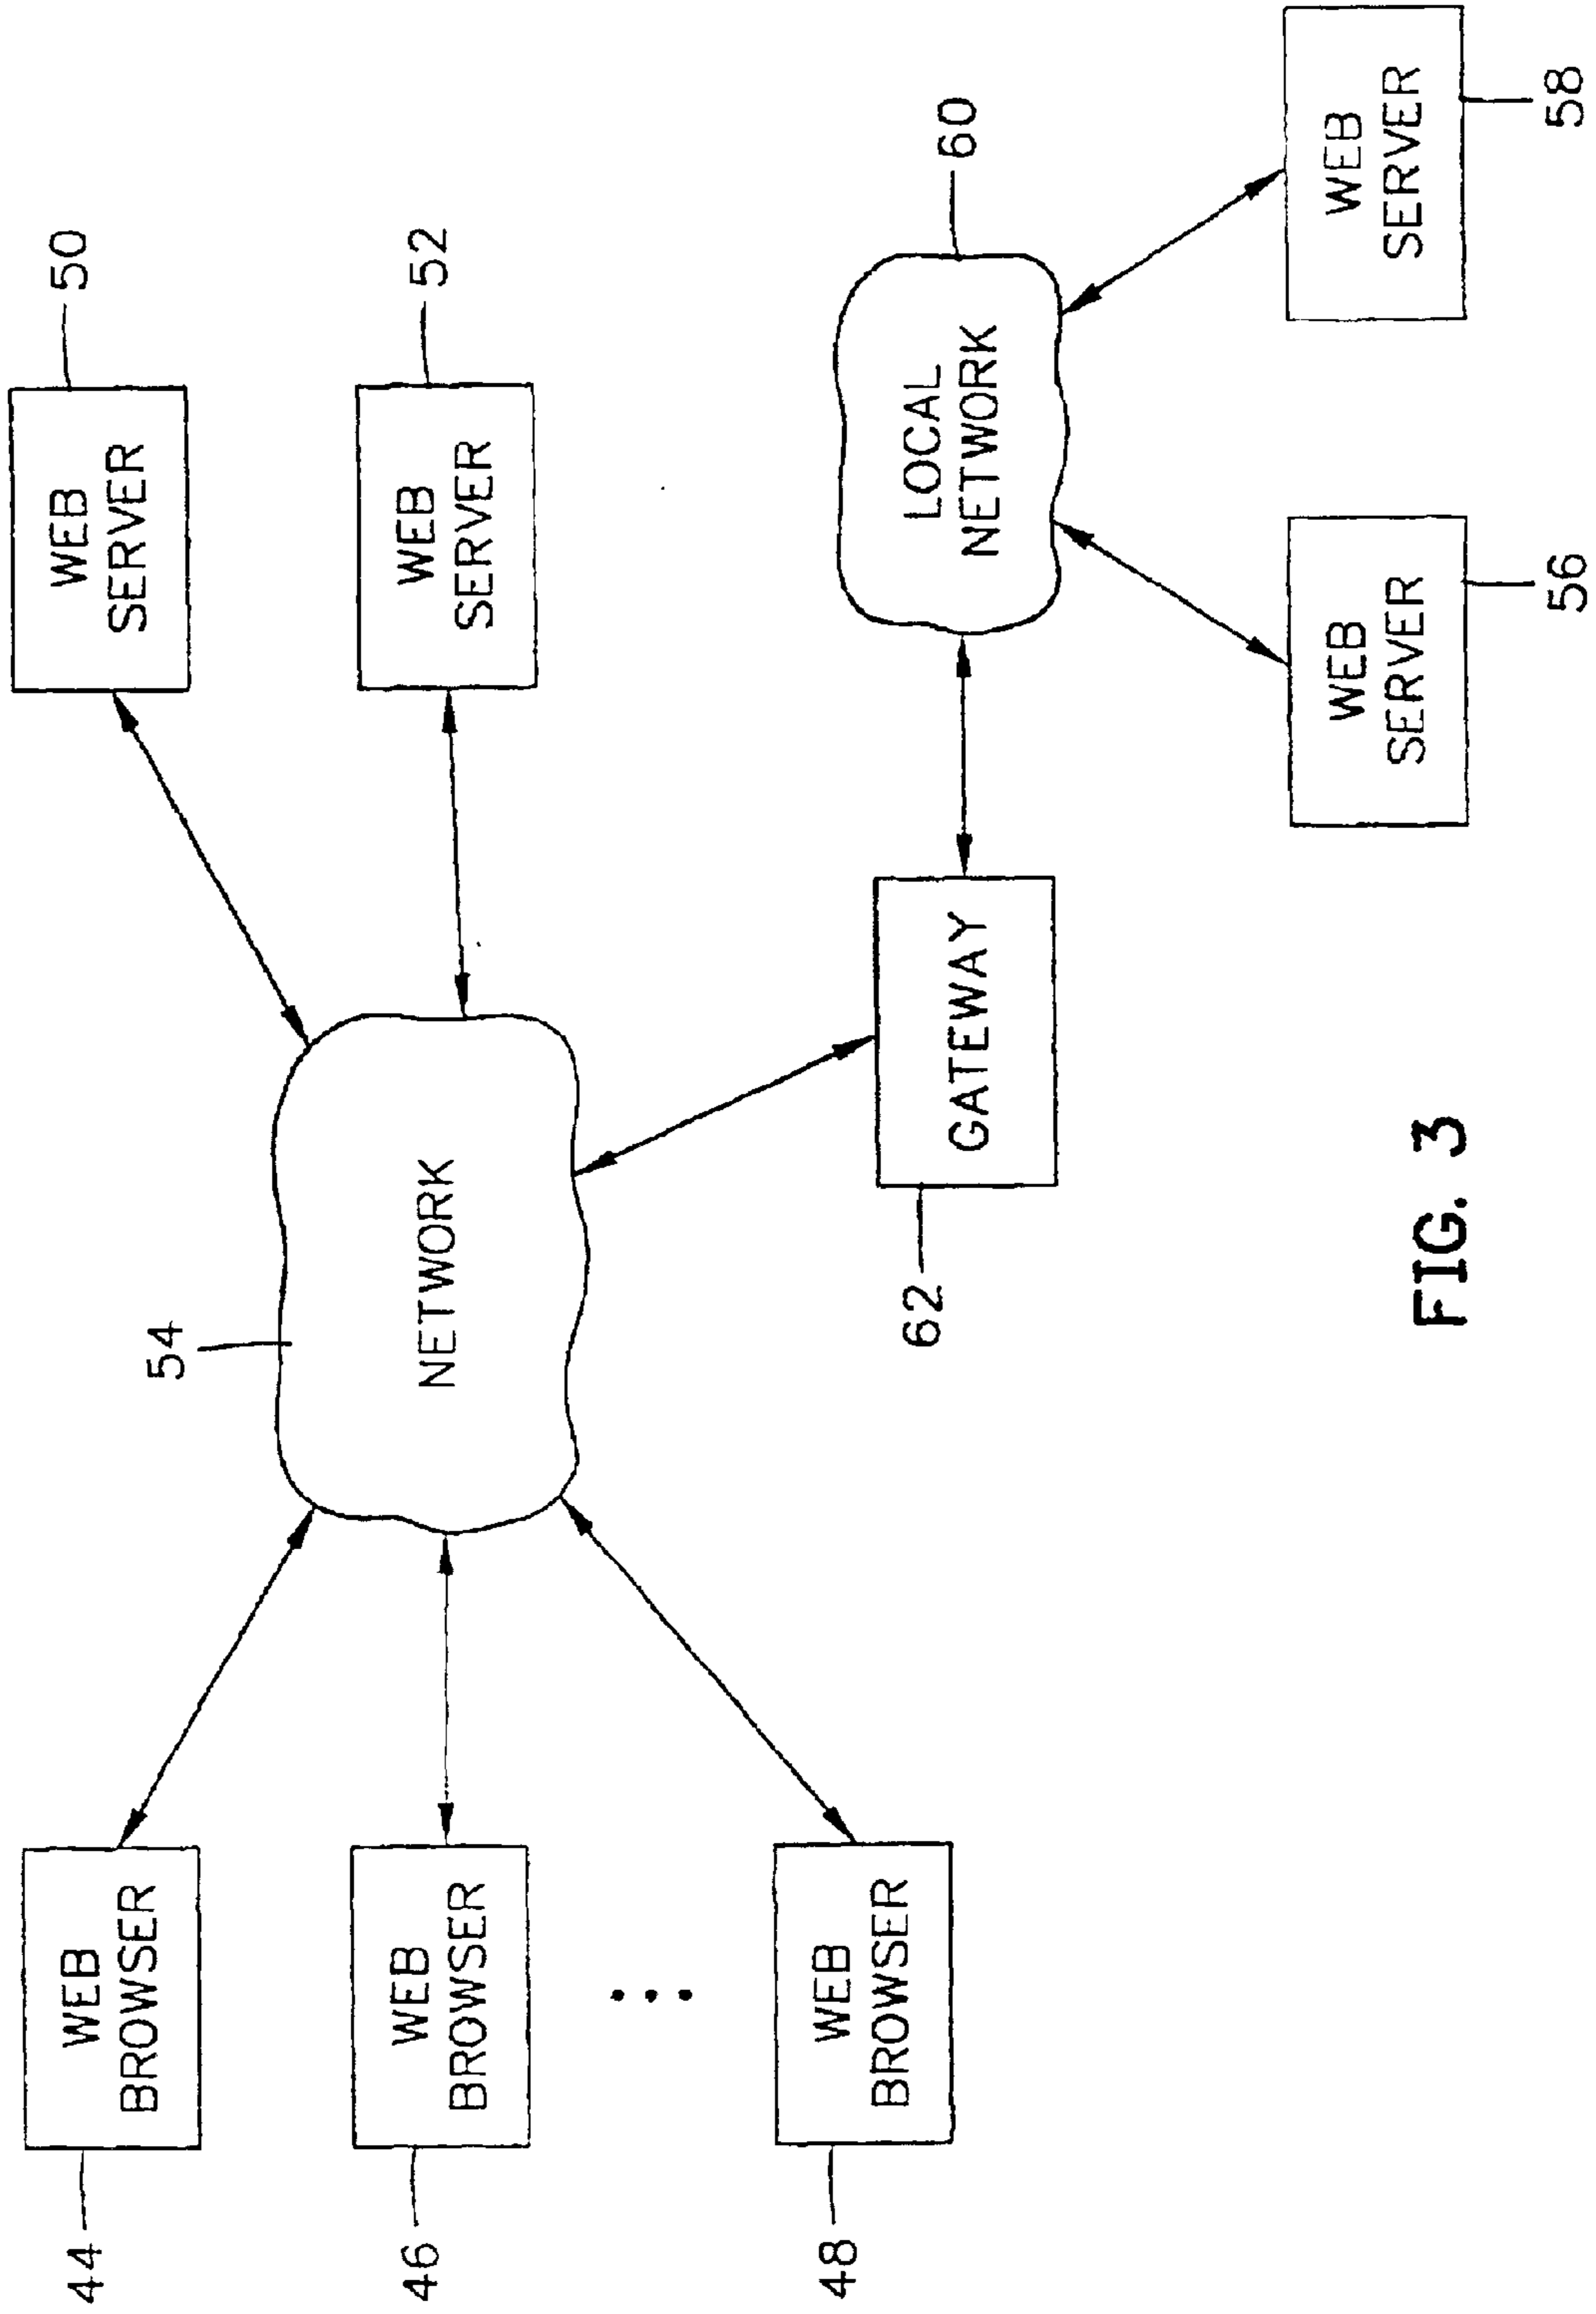 44
WEB
BROWSER
46
WEB
BROWSER
48
WEB
BROWSER
54
NETWORK
WEB
SERVER
50
WEB
SERVER
52
62
GATEWAY
LOCAL
NETWORK
60
WEB
SERVER
56
WEB
SERVER
58
FIG. 3